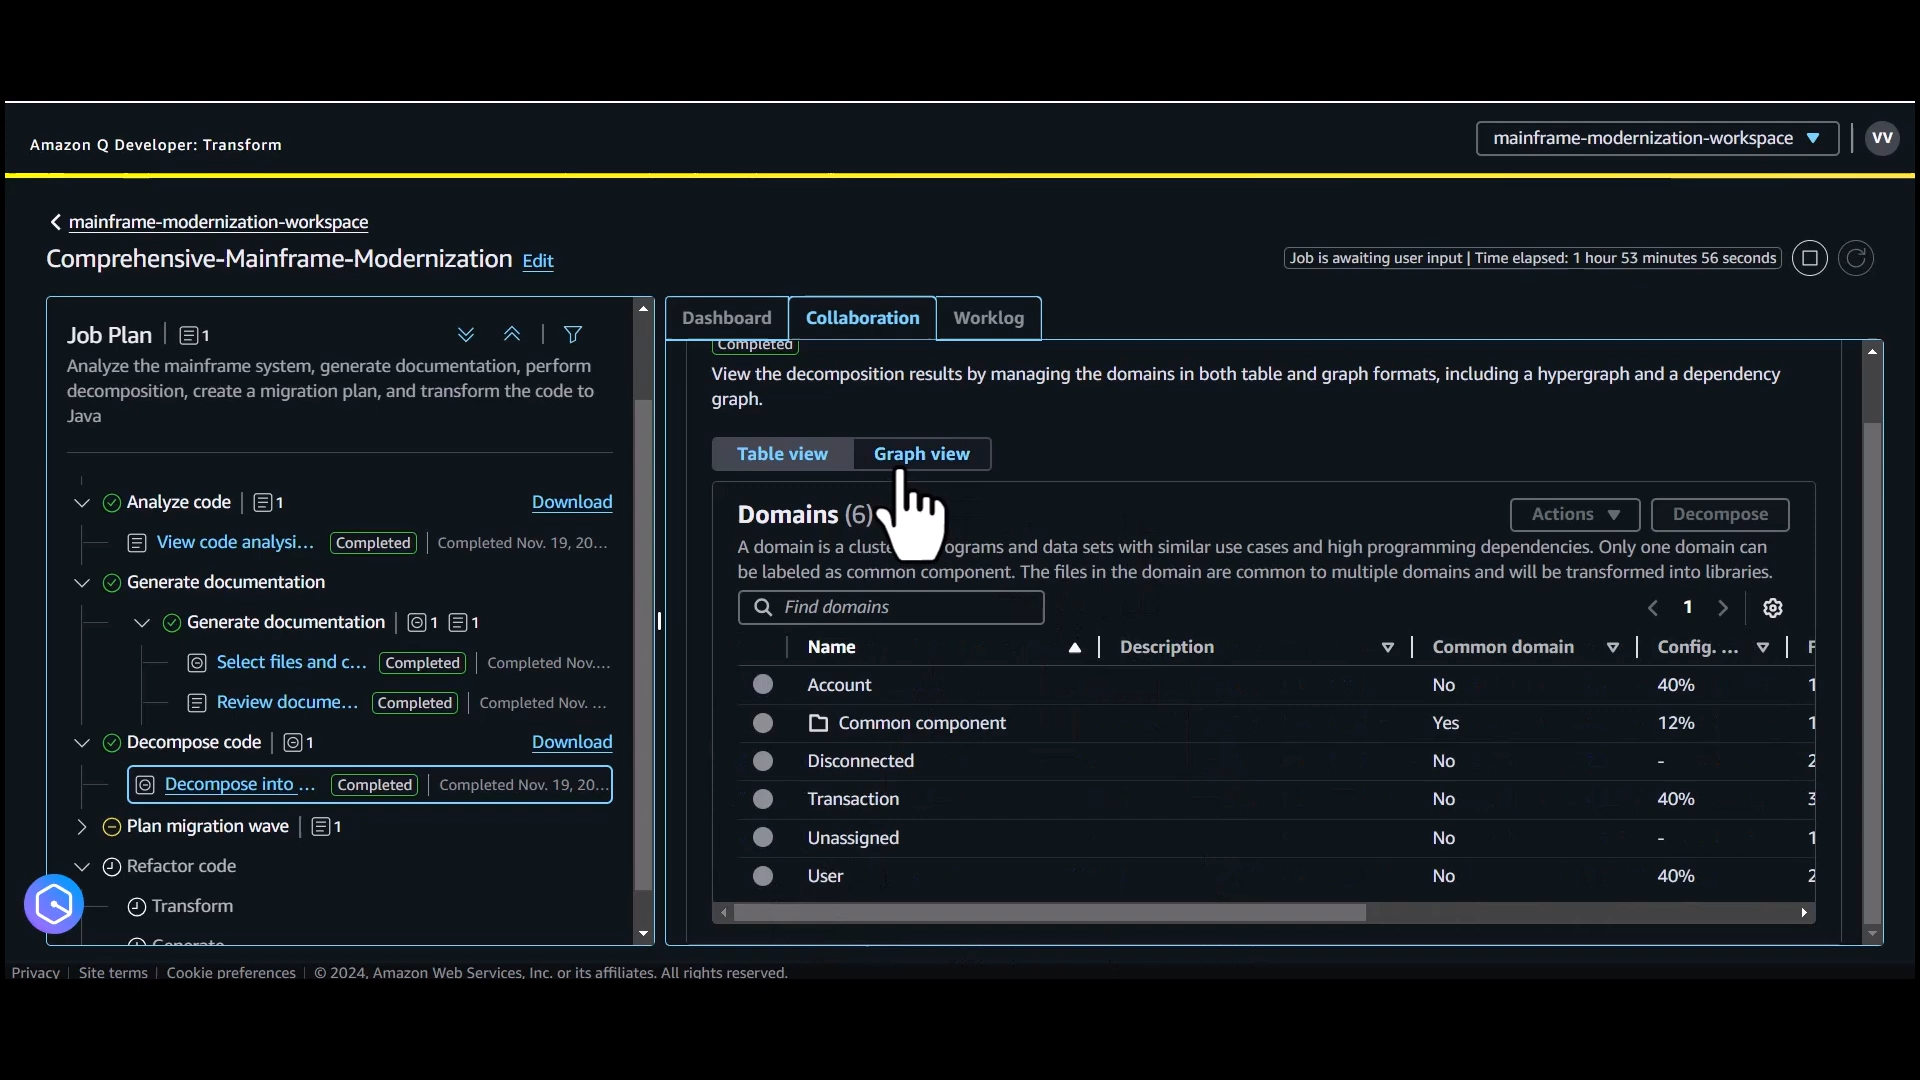 Amazon Q Developer: Transform
mainframe-modernization-workspace
VV
mainframe-modernization-workspace
Comprehensive-Mainframe-Modernization Edit
Job is awaiting user input | Time elapsed: 1 hour 53 minutes 56 seconds
Job Plan | 1
Analyze the mainframe system, generate documentation, perform
decomposition, create a migration plan, and transform the code to
Java
Analyze code | 1 Download
View code analysi... Completed | Completed Nov. 19, 20...
Generate documentation
Generate documentation | 1 1
Select files and c... Completed | Completed Nov....
Review docume... Completed | Completed Nov. ...
Decompose code | 1 Download
Decompose into ... Completed | Completed Nov. 19, 20...
Plan migration wave | 1
Refactor code
Transform
Generate
Dashboard Collaboration Worklog
Completed
View the decomposition results by managing the domains in both table and graph formats, including a hypergraph and a dependency
graph.
Table view Graph view
Domains (6)
Actions Decompose
A domain is a cluste ograms and data sets with similar use cases and high programming dependencies. Only one domain can
be labeled as common component. The files in the domain are common to multiple domains and will be transformed into libraries.
Find domains
1
Name Description Common domain Config. ...
Account No 40% 1
Common component Yes 12% 1
Disconnected No - 2
Transaction No 40% 3
Unassigned No - 1
User No 40% 2
Privacy | Site terms | Cookie preferences | © 2024, Amazon Web Services, Inc. or its affiliates. All rights reserved.